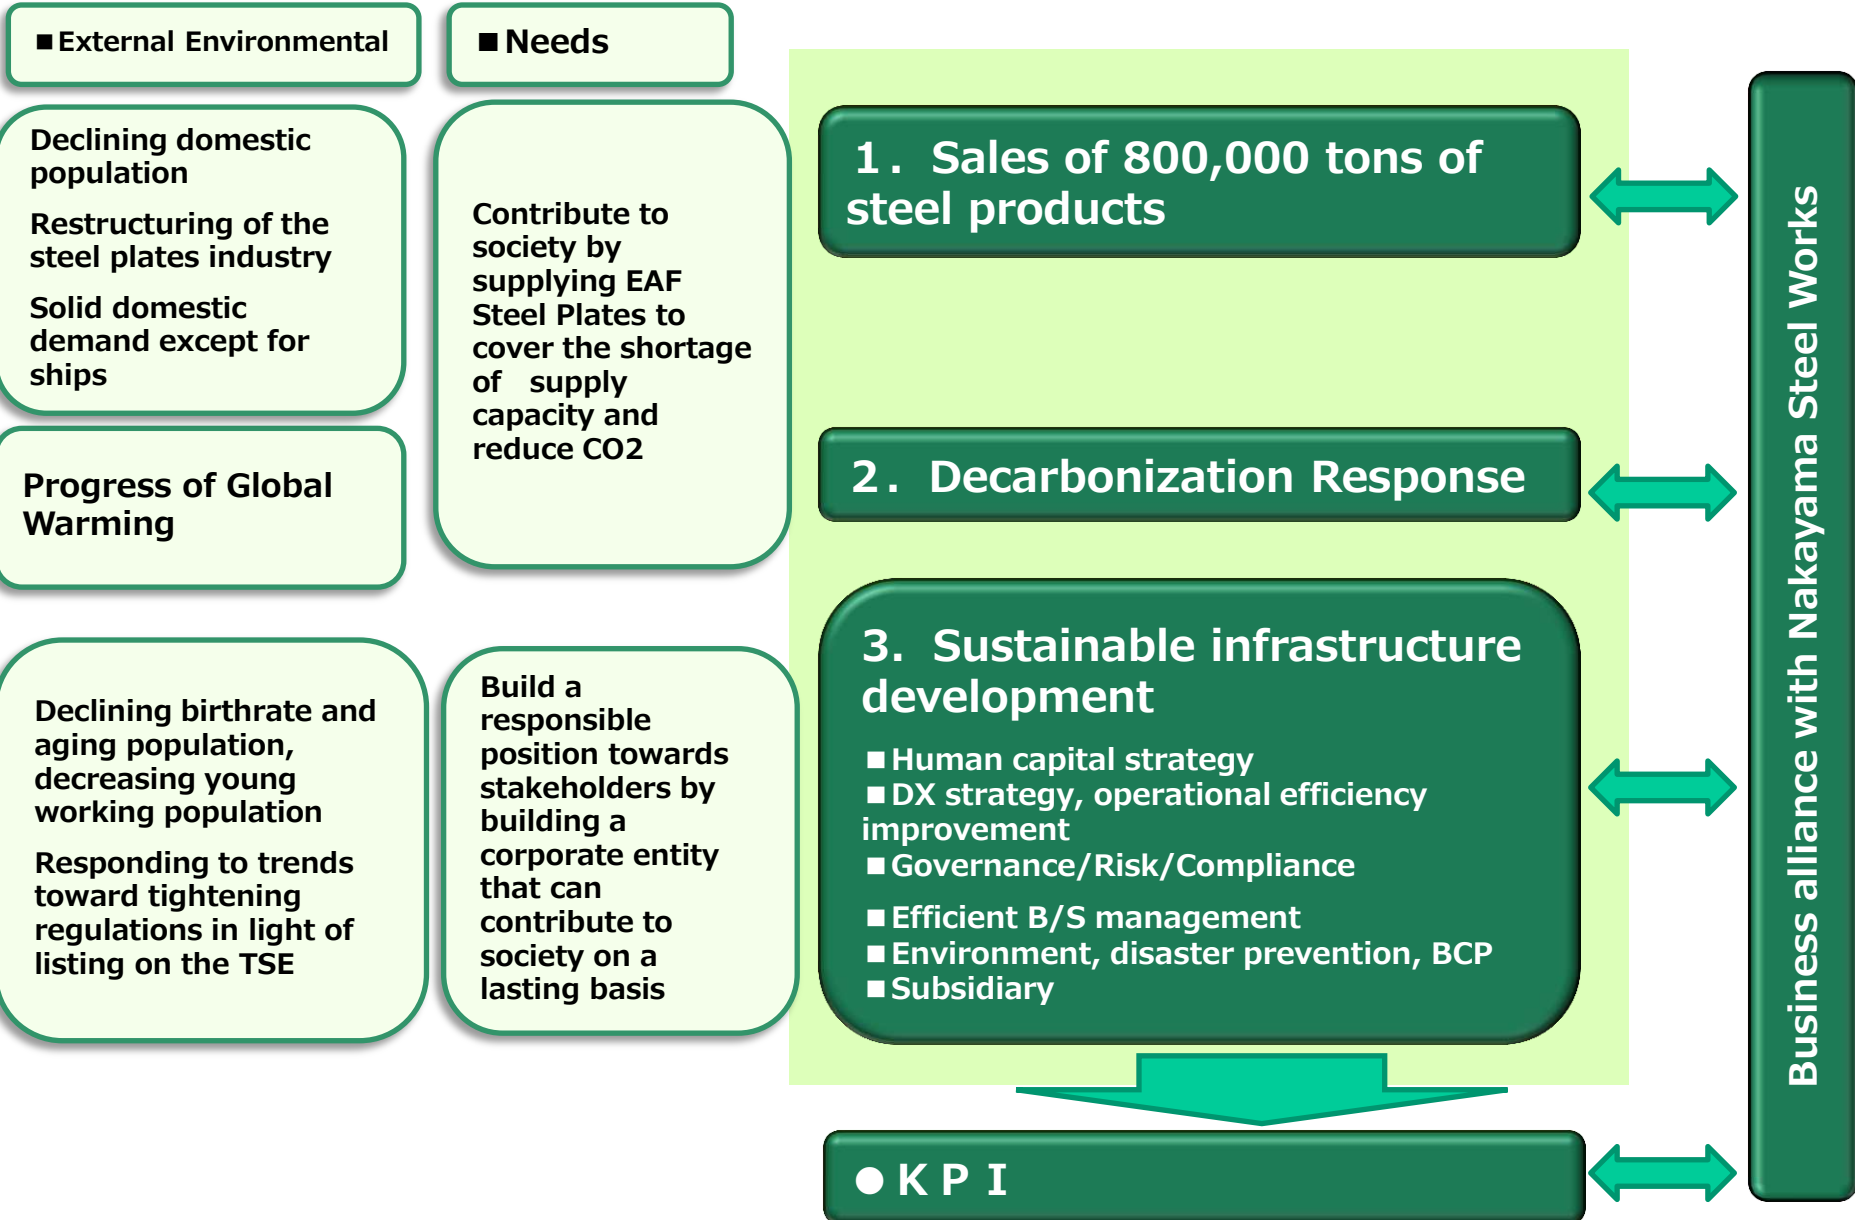 ■External Environmental
■Needs
Declining domestic
population
Restructuring of the
steel plates industry
Solid domestic
demand except for
ships
Progress of Global
Warming
Contribute to
society by
supplying EAF
Steel Plates to
cover the shortage
of supply
capacity and
reduce CO2
Declining birthrate and
aging population,
decreasing young
working population
Responding to trends
toward tightening
regulations in light of
listing on the TSE
Build a
responsible
position towards
stakeholders by
building a
corporate entity
that can
contribute to
society on a
lasting basis
１．Sales of 800,000 tons of
steel products
２．Decarbonization Response
3. Sustainable infrastructure
development
■Human capital strategy
■DX strategy, operational efficiency
improvement
■Governance/Risk/Compliance
■Efficient B/S management
■Environment, disaster prevention, BCP
■Subsidiary
●ＫＰＩ
Business alliance with Nakayama Steel Works